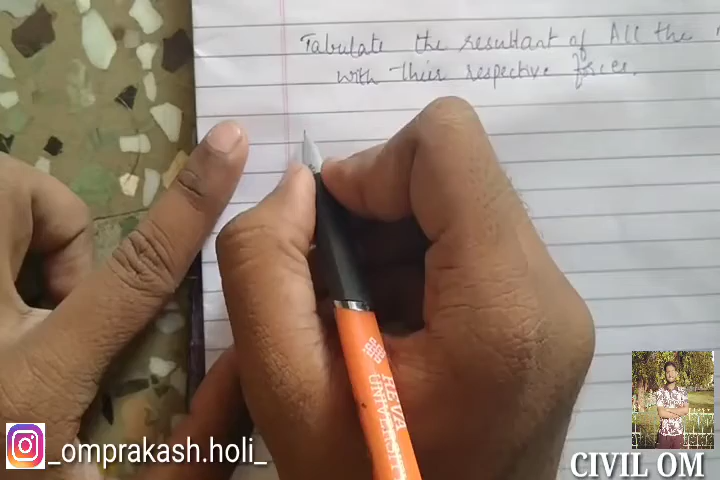 Tabulate the resultant of All the
with their respective forces.
REVA
UNIVERSITY
_omprakash.holi_
CIVIL OM